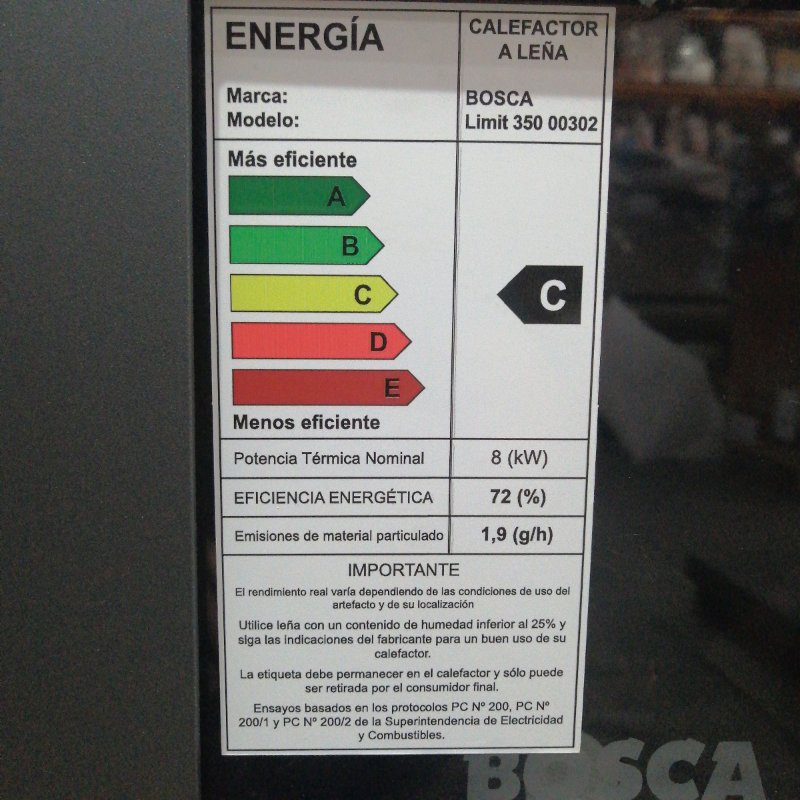 ENERGÍA
CALEFACTOR
A LEÑA
Marca:
BOSCA
Modelo:
Limit 350 00302
Más eficiente
A
B
C
C
D
E
Menos eficiente
Potencia Térmica Nominal
8 (kW)
EFICIENCIA ENERGÉTICA
72 (%)
Emisiones de material particulado
1,9 (g/h)
IMPORTANTE
El rendimiento real varía dependiendo de las condiciones de uso del
artefacto y de su localización
Utilice leña con un contenido de humedad inferior al 25% y
siga las indicaciones del fabricante para un buen uso de su
calefactor.
La etiqueta debe permanecer en el calefactor y sólo puede
ser retirada por el consumidor final.
Ensayos basados en los protocolos PC Nº 200, PC Nº
200/1 y PC Nº 200/2 de la Superintendencia de Electricidad
y Combustibles.
BOSCA